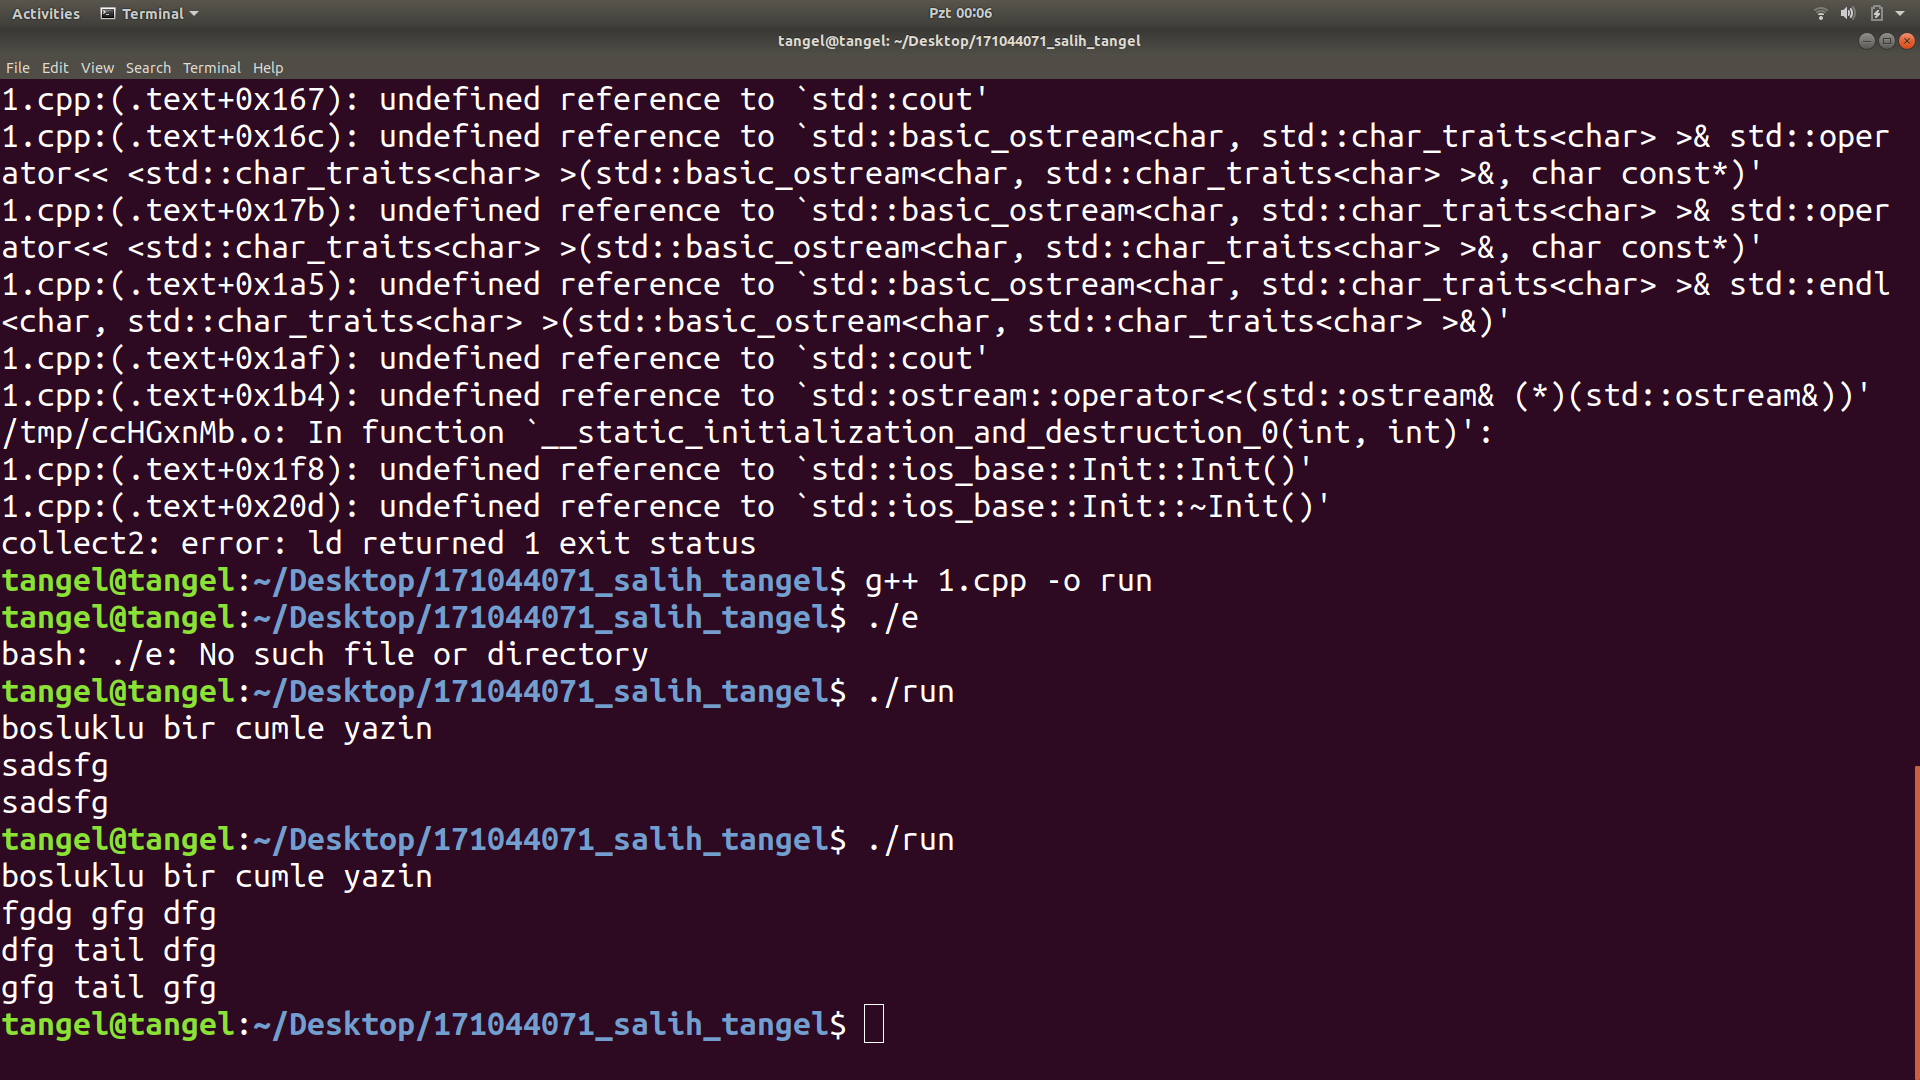 Activities Terminal Pzt 00:06
tangel@tangel: ~/Desktop/171044071_salih_tangel
File Edit View Search Terminal Help
1.cpp:(.text+0x167): undefined reference to `std::cout'
1.cpp:(.text+0x16c): undefined reference to `std::basic_ostream<char, std::char_traits<char> >& std::oper
ator<< <std::char_traits<char> >(std::basic_ostream<char, std::char_traits<char> >&, char const*)'
1.cpp:(.text+0x17b): undefined reference to `std::basic_ostream<char, std::char_traits<char> >& std::oper
ator<< <std::char_traits<char> >(std::basic_ostream<char, std::char_traits<char> >&, char const*)'
1.cpp:(.text+0x1a5): undefined reference to `std::basic_ostream<char, std::char_traits<char> >& std::endl
<char, std::char_traits<char> >(std::basic_ostream<char, std::char_traits<char> >&)'
1.cpp:(.text+0x1af): undefined reference to `std::cout'
1.cpp:(.text+0x1b4): undefined reference to `std::ostream::operator<<(std::ostream& (*)(std::ostream&))'
/tmp/ccHGxnMb.o: In function `__static_initialization_and_destruction_0(int, int)':
1.cpp:(.text+0x1f8): undefined reference to `std::ios_base::Init::Init()'
1.cpp:(.text+0x20d): undefined reference to `std::ios_base::Init::~Init()'
collect2: error: ld returned 1 exit status
tangel@tangel:~/Desktop/171044071_salih_tangel$ g++ 1.cpp -o run
tangel@tangel:~/Desktop/171044071_salih_tangel$ ./e
bash: ./e: No such file or directory
tangel@tangel:~/Desktop/171044071_salih_tangel$ ./run
bosluklu bir cumle yazin
sadsfg
sadsfg
tangel@tangel:~/Desktop/171044071_salih_tangel$ ./run
bosluklu bir cumle yazin
fgdg gfg dfg
dfg tail dfg
gfg tail gfg
tangel@tangel:~/Desktop/171044071_salih_tangel$